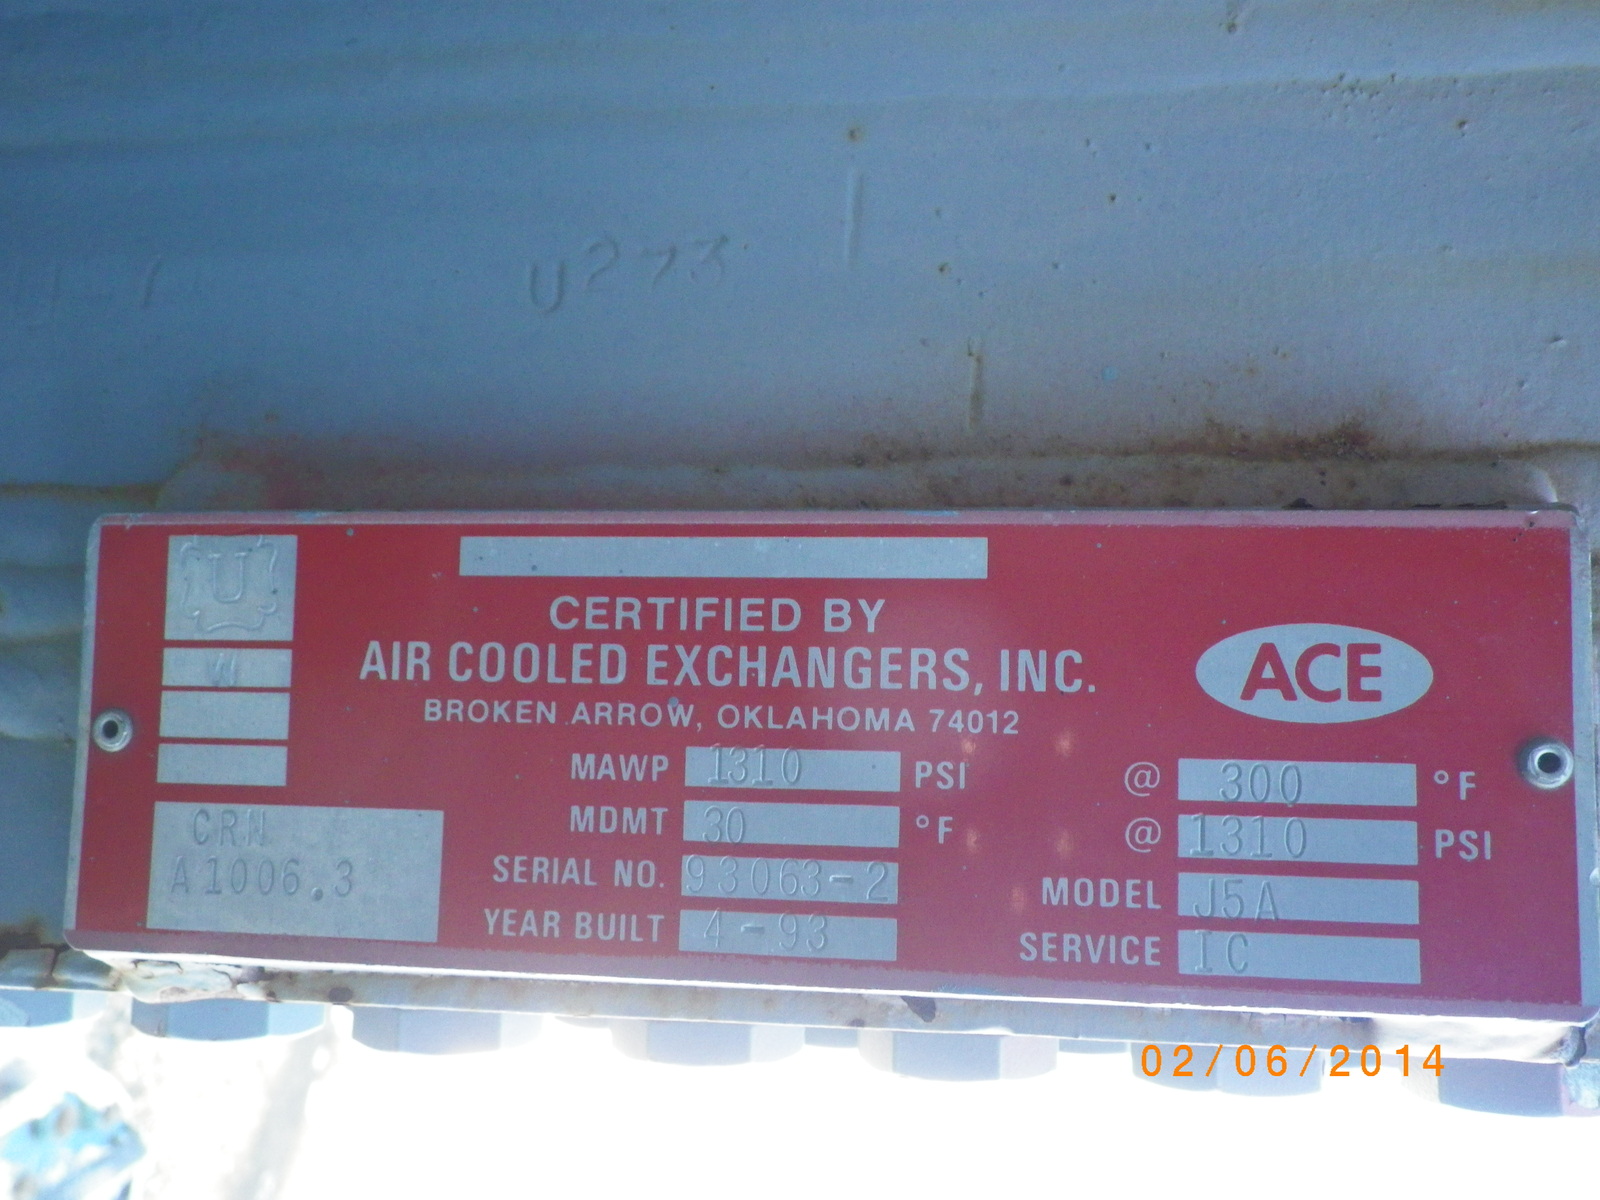 U273
U
W
CERTIFIED BY
AIR COOLED EXCHANGERS, INC.
BROKEN ARROW, OKLAHOMA 74012
ACE
MAWP 1310 PSI @ 300 °F
MDMT 30 °F @ 1310 PSI
SERIAL NO. 93063-2 MODEL J5A
YEAR BUILT 4-93 SERVICE IC
CRN
A1006.3
02/06/2014